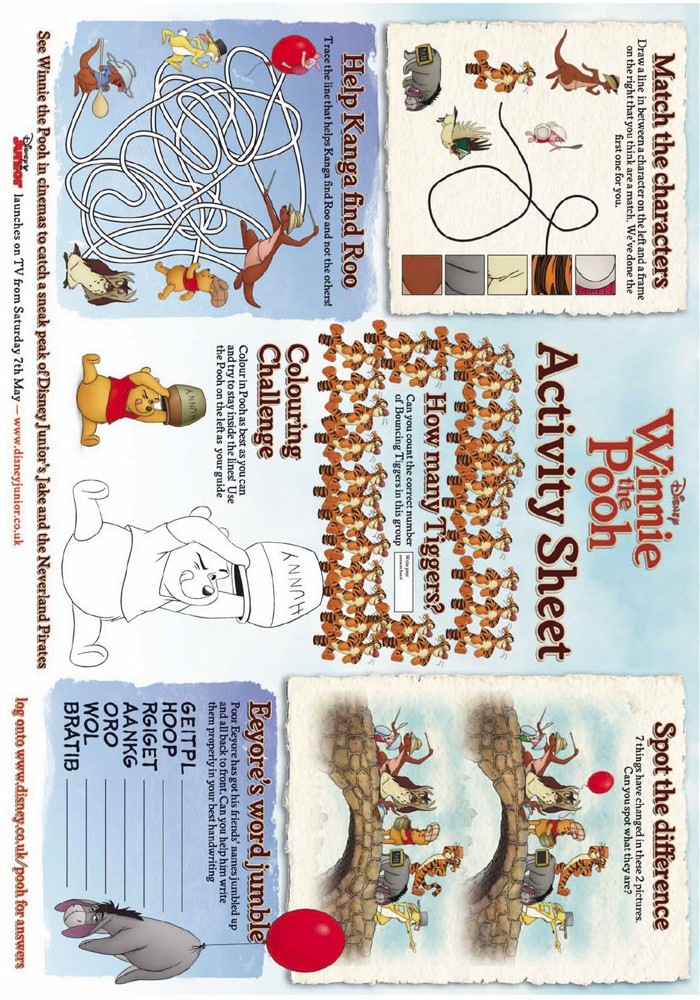 Disney
Winnie
the
Pooh
Activity Sheet
Match the characters
Draw a line in between a character on the left and a frame
on the right that you think are a match. We've done the
first one for you.
Help Kanga find Roo
Trace the line that helps Kanga find Roo and not the others!
How many Tiggers?
Can you count the correct number
of Bouncing Tiggers in this group
Colouring
Challenge
Colour in Pooh as best as you can
and try to stay inside the lines! Use
the Pooh on the left as your guide
HUNNY
HUNNY
Spot the difference
7 things have changed in these 2 pictures.
Can you spot what they are?
Eeyore's word jumble
Poor Eeyore has got his friends' names jumbled up
and all back to front. Can you help him write
them properly in your best handwriting
GEITPL
HOOP
RGIGET
AANKG
ORO
WOL
BRATIB
See Winnie the Pooh in cinemas to catch a sneak peak of Disney Junior's Jake and the Neverland Pirates
Disney Junior launches on TV from Saturday 7th May — www.disneyjunior.co.uk
log onto www.disney.co.uk/pooh for answers